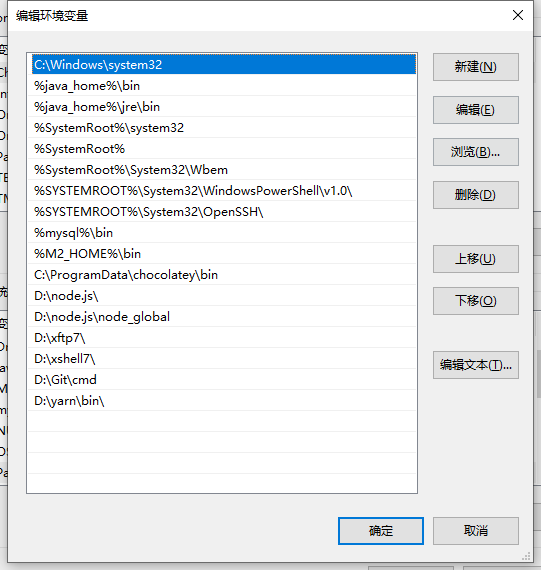 编辑环境变量
C:\Windows\system32
%java_home%\bin
%java_home%\jre\bin
%SystemRoot%\system32
%SystemRoot%
%SystemRoot%\System32\Wbem
%SYSTEMROOT%\System32\WindowsPowerShell\v1.0\
%SYSTEMROOT%\System32\OpenSSH\
%mysql%\bin
%M2_HOME%\bin
C:\ProgramData\chocolatey\bin
D:\node.js\
D:\node.js\node_global
D:\xftp7\
D:\xshell7\
D:\Git\cmd
D:\yarn\bin\
新建(N)
编辑(E)
浏览(B)...
删除(D)
上移(U)
下移(O)
编辑文本(T)...
确定
取消